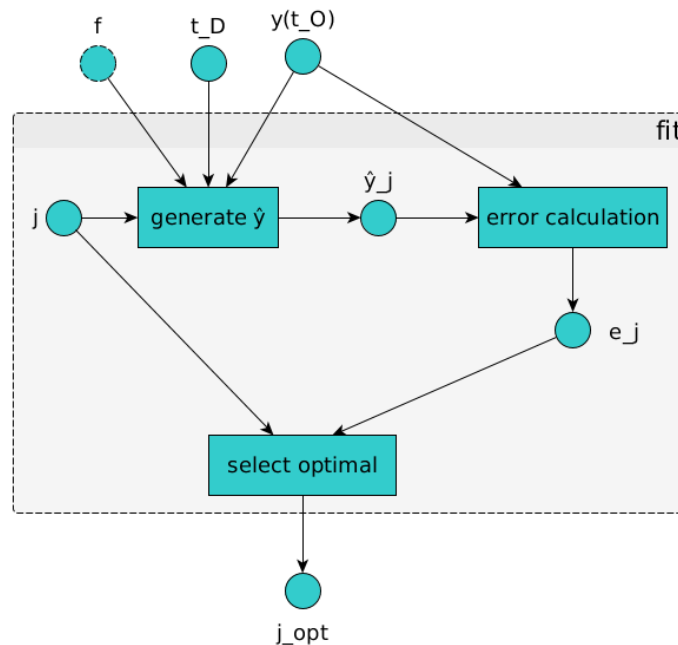 f
t_D
y(t_O)
fit
j
generate ŷ
ŷ_j
error calculation
e_j
select optimal
j_opt